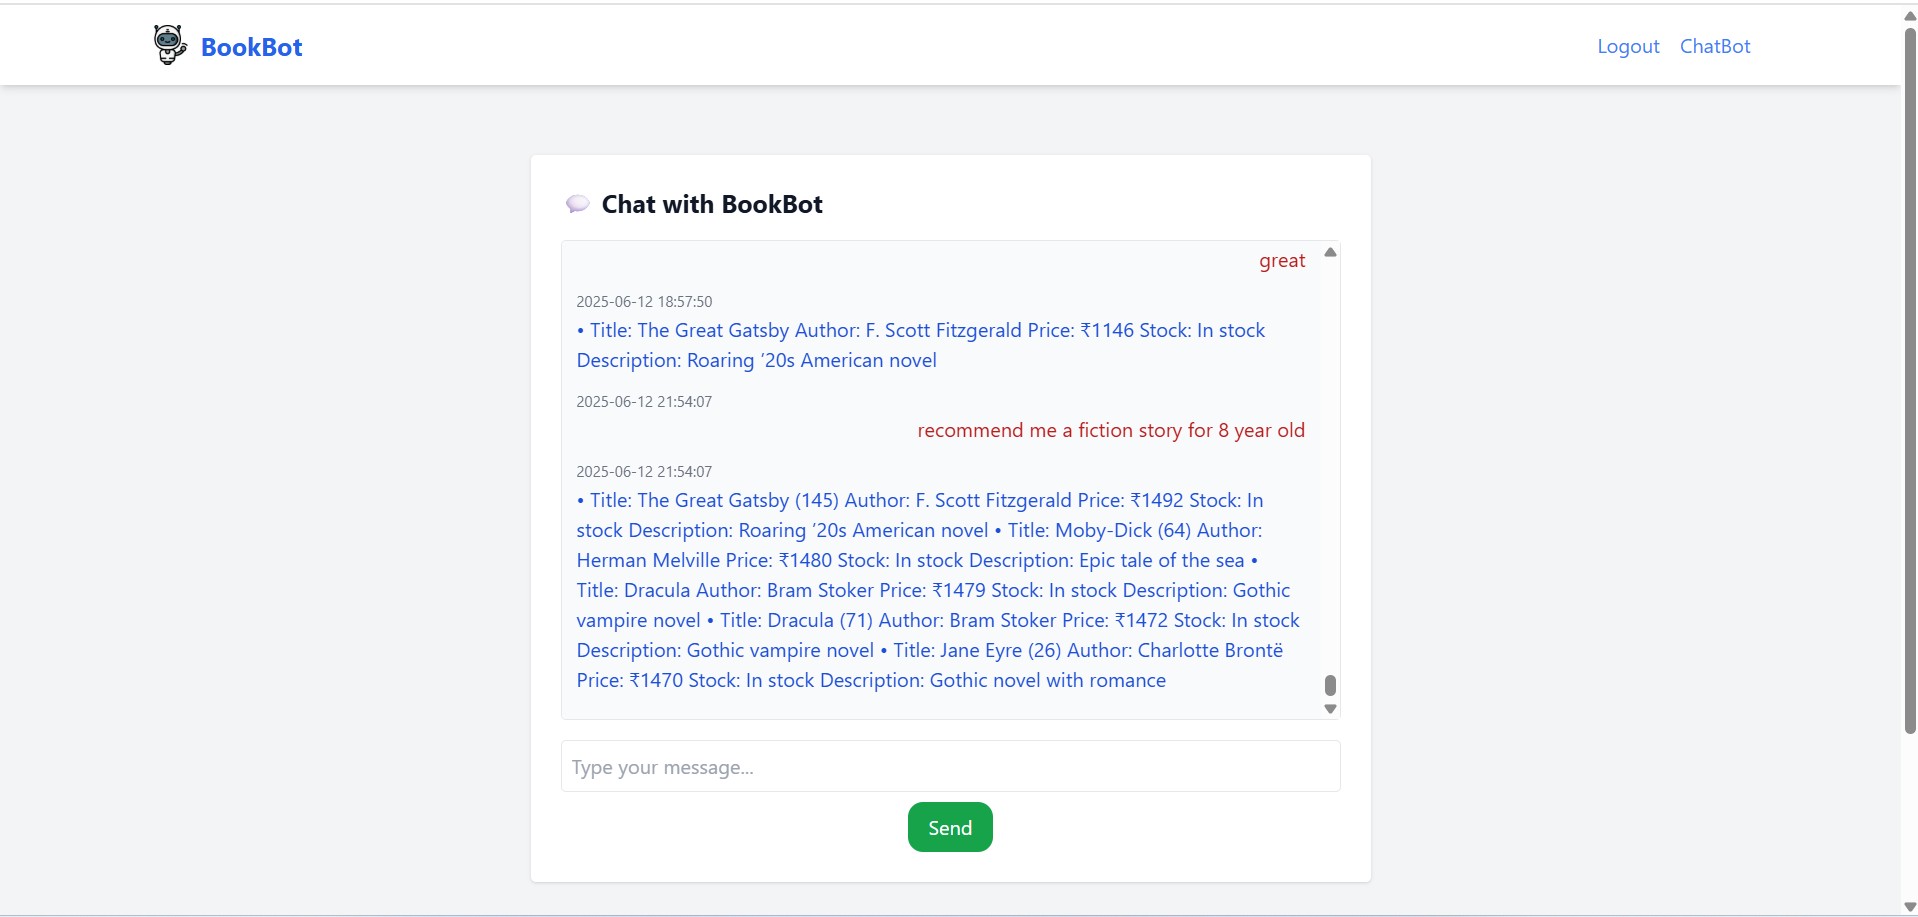 BookBot
Logout ChatBot
Chat with BookBot
great
2025-06-12 18:57:50
• Title: The Great Gatsby Author: F. Scott Fitzgerald Price: ₹1146 Stock: In stock
Description: Roaring ’20s American novel
2025-06-12 21:54:07
recommend me a fiction story for 8 year old
2025-06-12 21:54:07
• Title: The Great Gatsby (145) Author: F. Scott Fitzgerald Price: ₹1492 Stock: In
stock Description: Roaring ’20s American novel • Title: Moby-Dick (64) Author:
Herman Melville Price: ₹1480 Stock: In stock Description: Epic tale of the sea •
Title: Dracula Author: Bram Stoker Price: ₹1479 Stock: In stock Description: Gothic
vampire novel • Title: Dracula (71) Author: Bram Stoker Price: ₹1472 Stock: In stock
Description: Gothic vampire novel • Title: Jane Eyre (26) Author: Charlotte Brontë
Price: ₹1470 Stock: In stock Description: Gothic novel with romance
Type your message...
Send